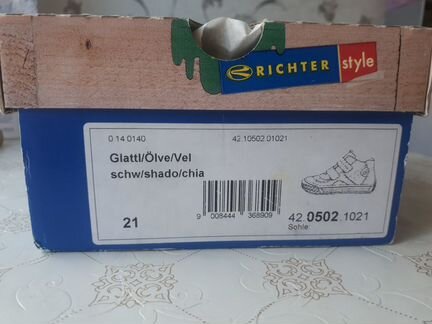 RICHTER style
0 14 0140 42.10502.01021
Glattl/Ölve/Vel
schw/shado/chia
21
9 008444 368909
42.0502.1021
Sohle: